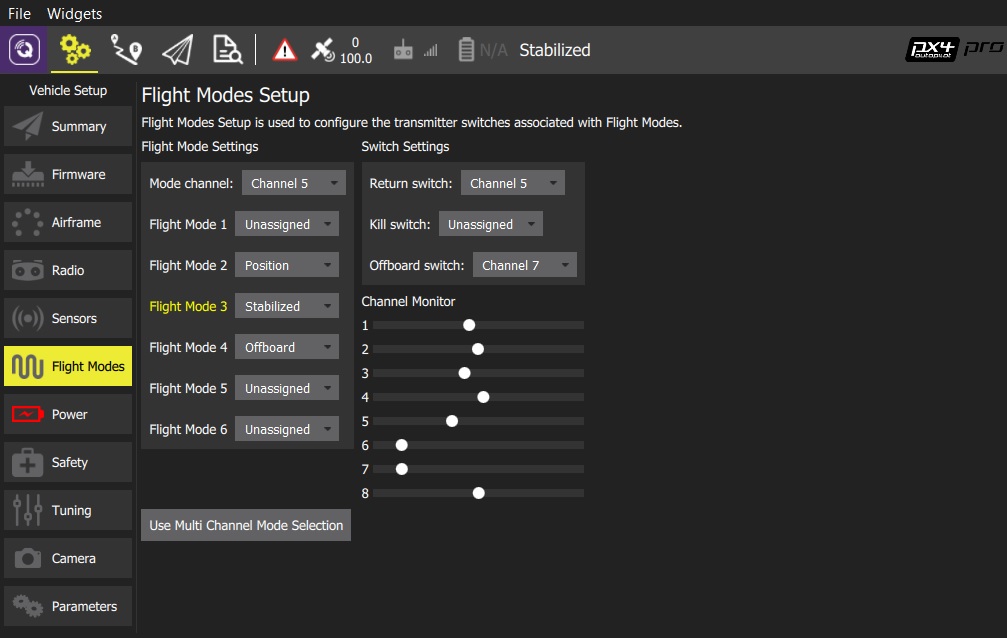 File Widgets
0
100.0
N/A Stabilized
px4 pro
autopilot
Vehicle Setup
Summary
Firmware
Airframe
Radio
Sensors
Flight Modes
Power
Safety
Tuning
Camera
Parameters
Flight Modes Setup
Flight Modes Setup is used to configure the transmitter switches associated with Flight Modes.
Flight Mode Settings
Mode channel: Channel 5
Flight Mode 1 Unassigned
Flight Mode 2 Position
Flight Mode 3 Stabilized
Flight Mode 4 Offboard
Flight Mode 5 Unassigned
Flight Mode 6 Unassigned
Use Multi Channel Mode Selection
Switch Settings
Return switch: Channel 5
Kill switch: Unassigned
Offboard switch: Channel 7
Channel Monitor
1
2
3
4
5
6
7
8